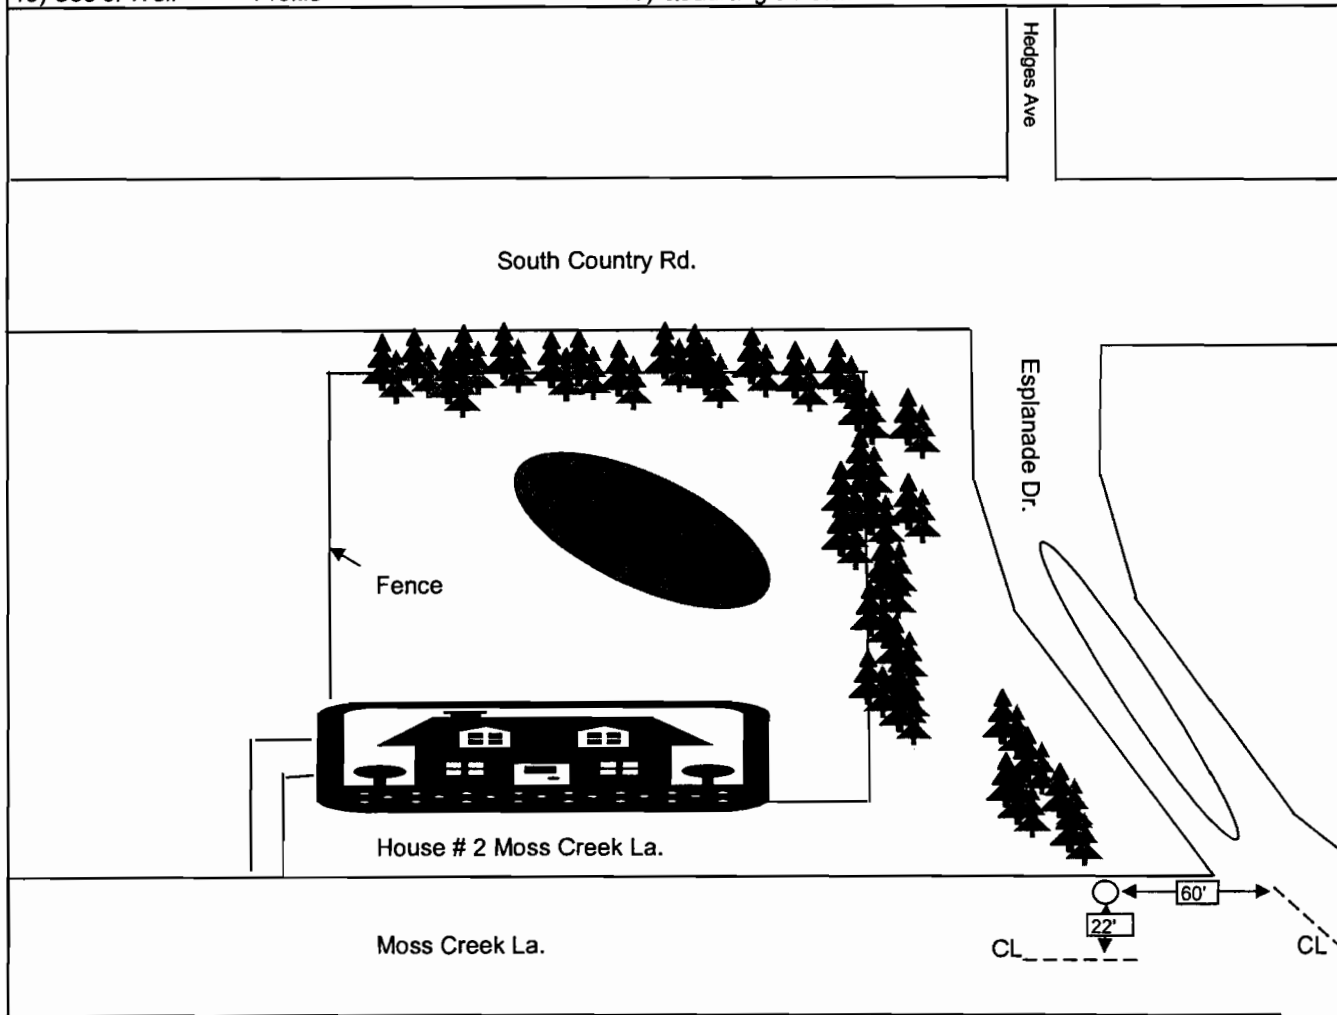 Hedges Ave
South Country Rd.
Esplanade Dr.
Fence
House # 2 Moss Creek La.
60'
22'
Moss Creek La.
CL
CL